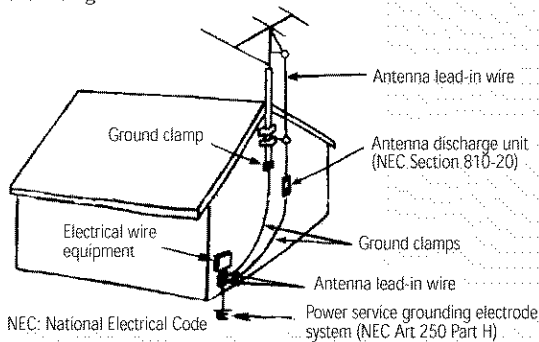 Antenna lead-in wire
Ground clamp
Antenna discharge unit
(NEC Section 810-20)
Electrical wire
equipment
Ground clamps
Antenna lead-in wire
NEC: National Electrical Code
Power service grounding electrode
system (NEC Art 250 Part H)